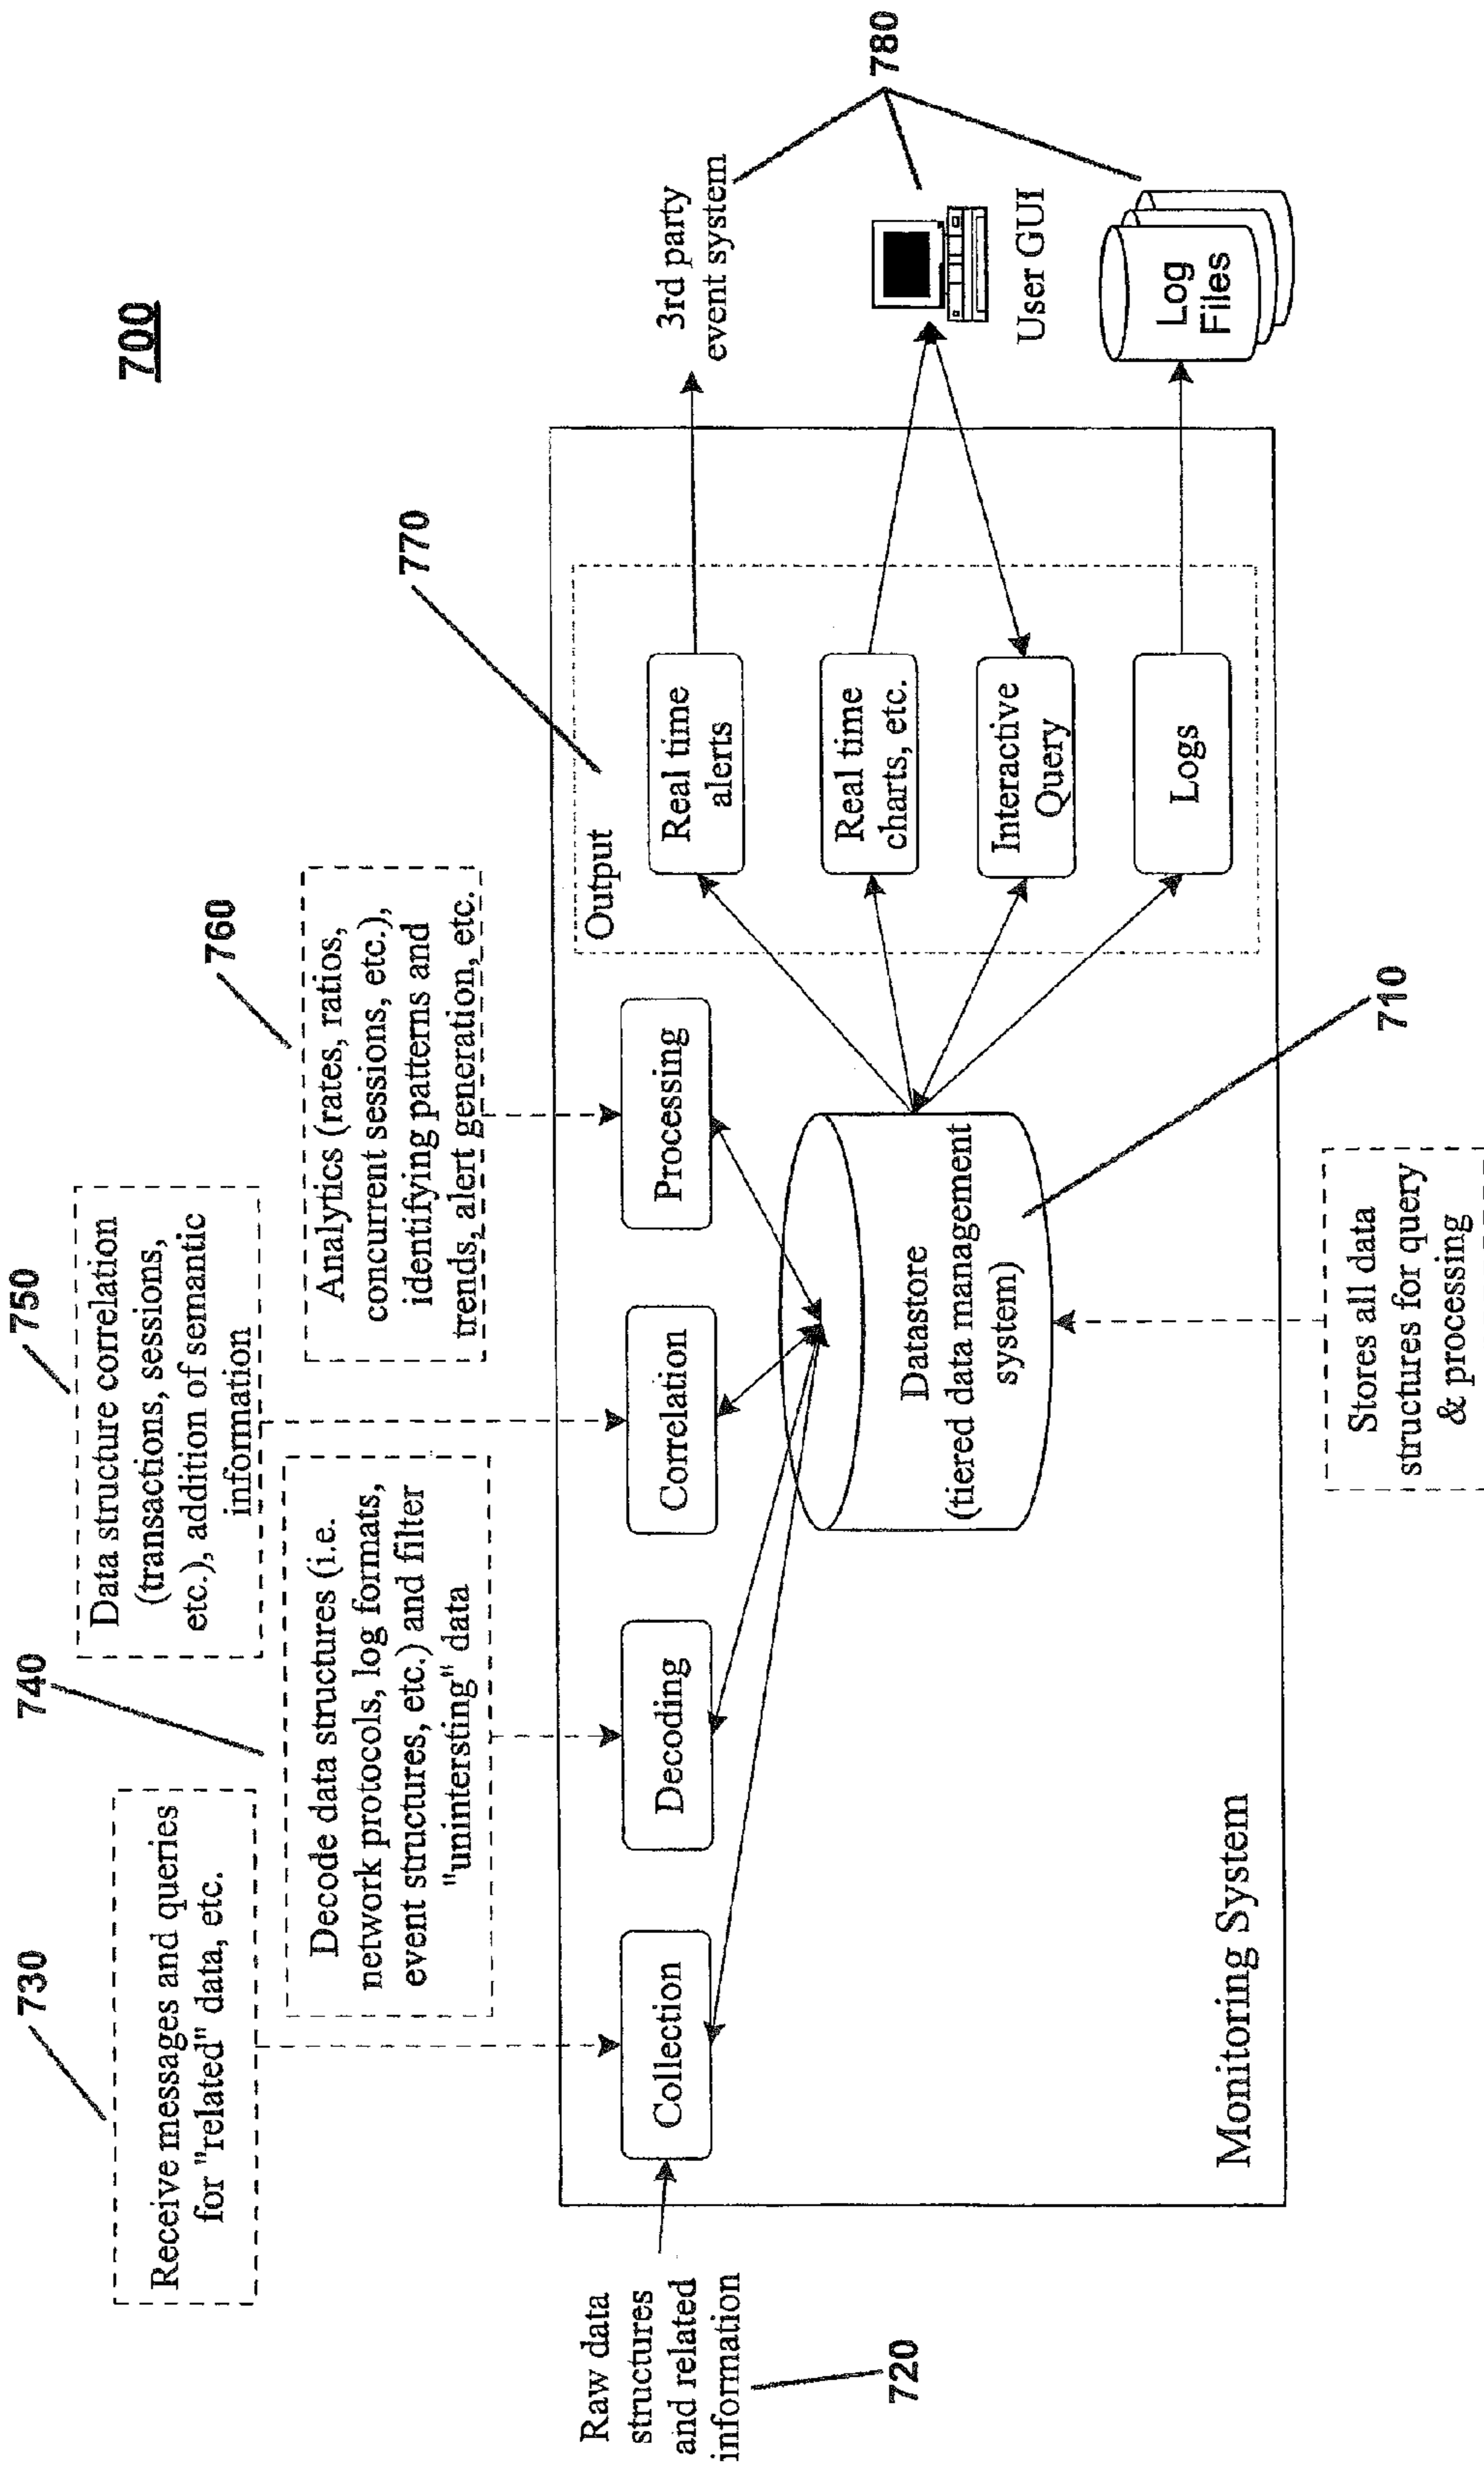 700
730
Receive messages and queries
for "related" data, etc.
740
Decode data structures (i.e.
network protocols, log formats,
event structures, etc.) and filter
"unintersting" data
750
Data structure correlation
(transactions, sessions,
etc.), addition of semantic
information
760
Analytics (rates, ratios,
concurrent sessions, etc.),
identifying patterns and
trends, alert generation, etc.
770
Raw data
structures
and related
information
720
Collection
Decoding
Correlation
Processing
Output
Real time
alerts
Real time
charts, etc.
Interactive
Query
Logs
Datastore
(tiered data management
system)
710
Monitoring System
Stores all data
structures for query
& processing
3rd party
event system
780
User GUI
Log
Files